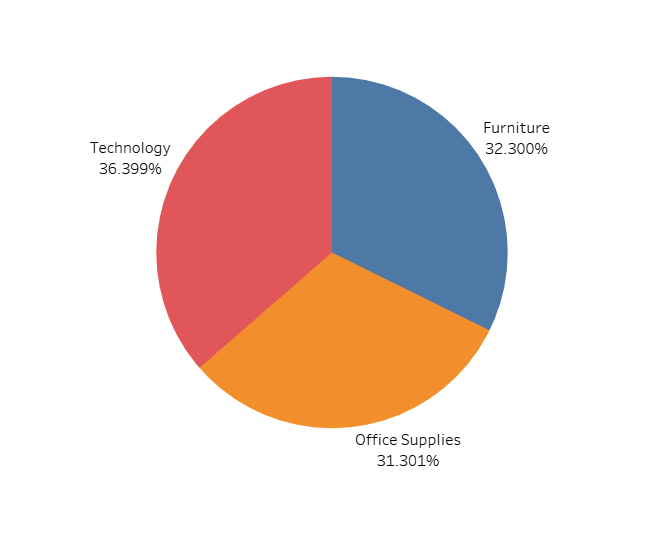 Furniture
32.300%
Technology
36.399%
Office Supplies
31.301%